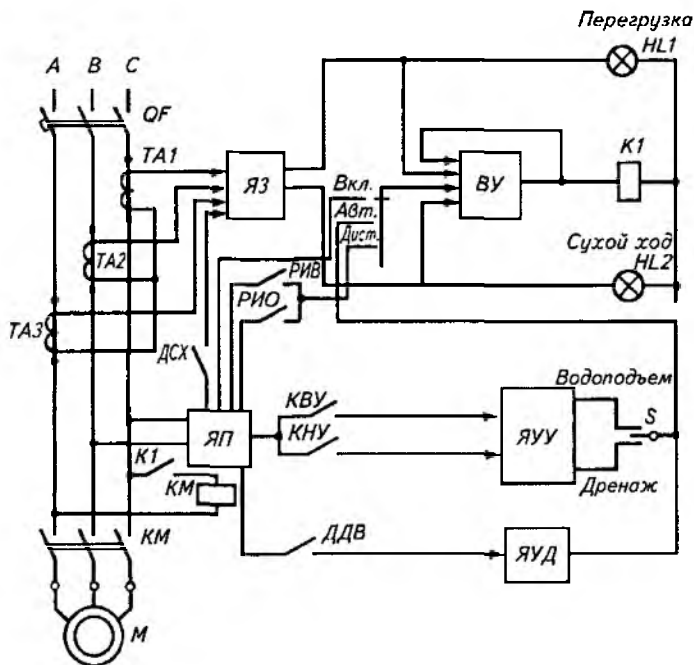 Перегрузка
HL1
A B C
QF
TA1
ЯЗ
ВУ
K1
Вкл.
Авт.
Дист.
TA2
РИВ
РИО
Сухой ход
HL2
TA3
ДСХ
ЯП
КВУ
КНУ
ЯУУ
Водоподъем
S
Дренаж
K1
KM
KM
ДДВ
ЯУД
M